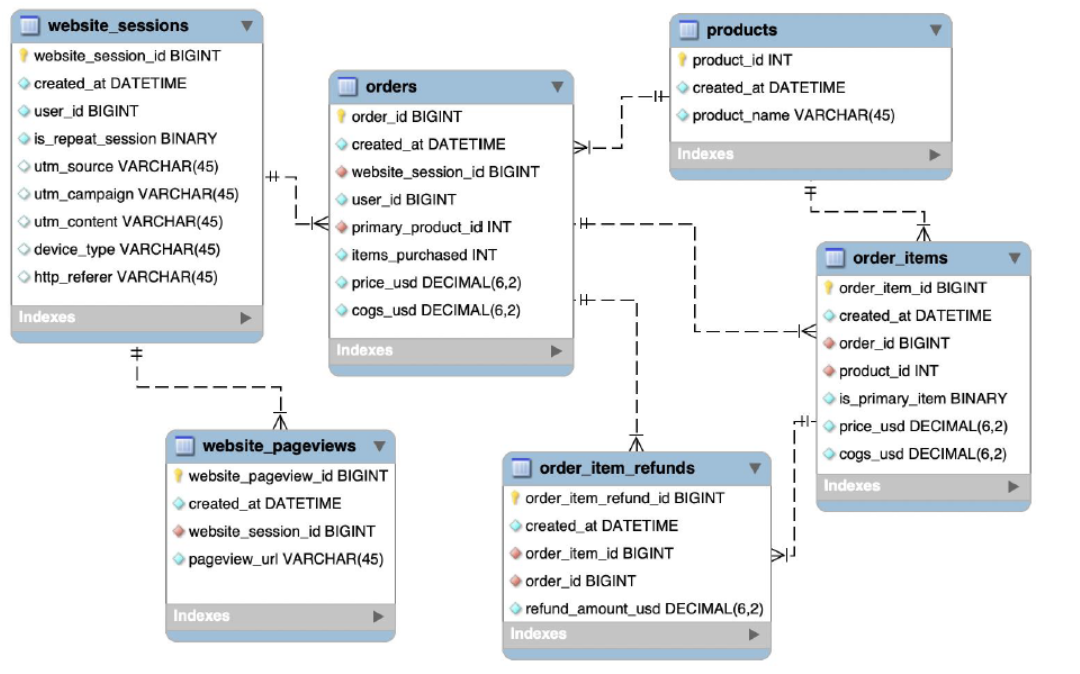 website_sessions
website_session_id BIGINT
created_at DATETIME
user_id BIGINT
is_repeat_session BINARY
utm_source VARCHAR(45)
utm_campaign VARCHAR(45)
utm_content VARCHAR(45)
device_type VARCHAR(45)
http_referer VARCHAR(45)
Indexes
orders
order_id BIGINT
created_at DATETIME
website_session_id BIGINT
user_id BIGINT
primary_product_id INT
items_purchased INT
price_usd DECIMAL(6,2)
cogs_usd DECIMAL(6,2)
Indexes
products
product_id INT
created_at DATETIME
product_name VARCHAR(45)
Indexes
order_items
order_item_id BIGINT
created_at DATETIME
order_id BIGINT
product_id INT
is_primary_item BINARY
price_usd DECIMAL(6,2)
cogs_usd DECIMAL(6,2)
Indexes
website_pageviews
website_pageview_id BIGINT
created_at DATETIME
website_session_id BIGINT
pageview_url VARCHAR(45)
Indexes
order_item_refunds
order_item_refund_id BIGINT
created_at DATETIME
order_item_id BIGINT
order_id BIGINT
refund_amount_usd DECIMAL(6,2)
Indexes